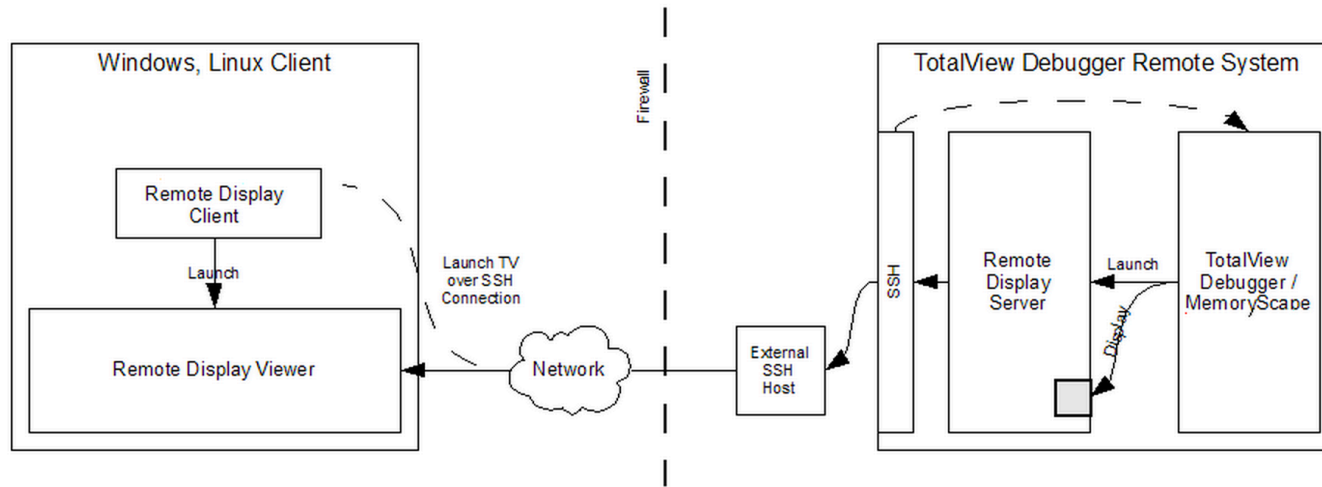 Windows, Linux Client
Remote Display
Client
Launch
Remote Display Viewer
Launch TV
over SSH
Connection
Network
Firewall
External
SSH
Host
TotalView Debugger Remote System
SSH
Remote
Display
Server
Launch
Display
TotalView
Debugger /
MemoryScape